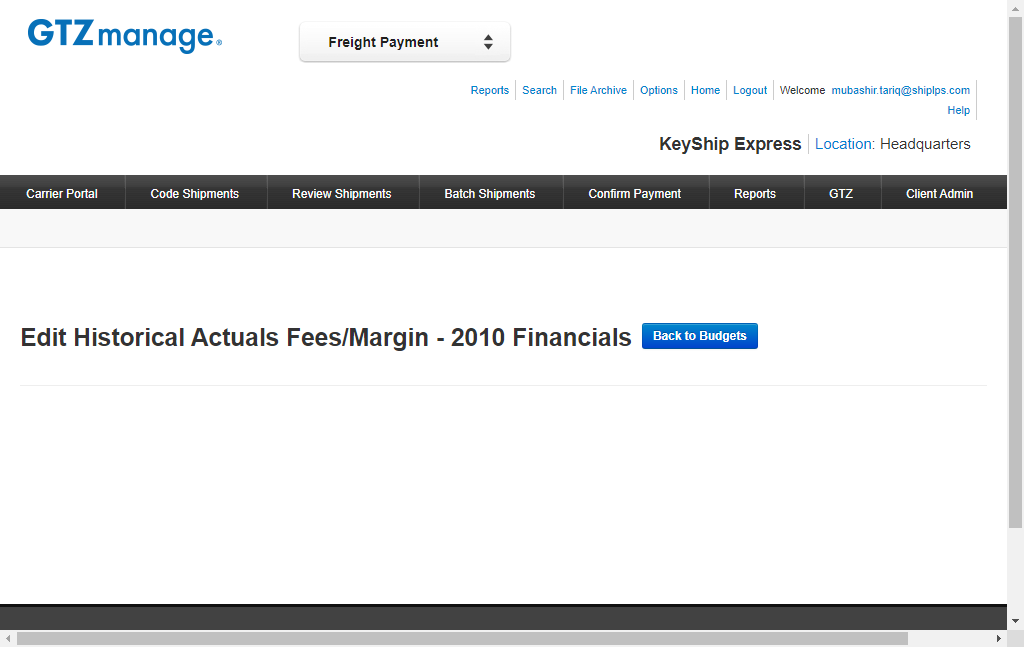 GTZmanage®
Freight Payment
Reports Search File Archive Options Home Logout Welcome mubashir.tariq@shiplps.com
Help
KeyShip Express Location: Headquarters
Carrier Portal Code Shipments Review Shipments Batch Shipments Confirm Payment Reports GTZ Client Admin
Edit Historical Actuals Fees/Margin - 2010 Financials Back to Budgets